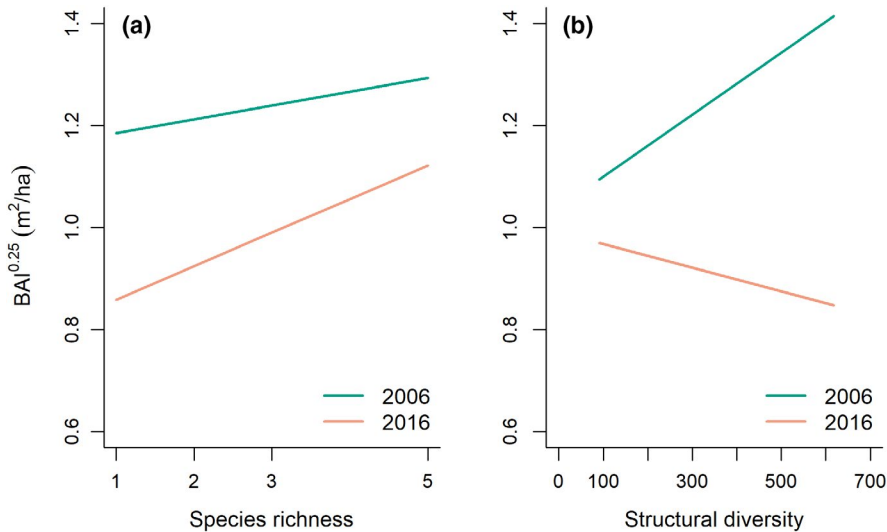 (a)
BAI^0.25 (m²/ha)
1.4
1.2
1.0
0.8
0.6
2006
2016
1 2 3 5
Species richness
(b)
1.4
1.2
1.0
0.8
0.6
2006
2016
0 100 300 500 700
Structural diversity